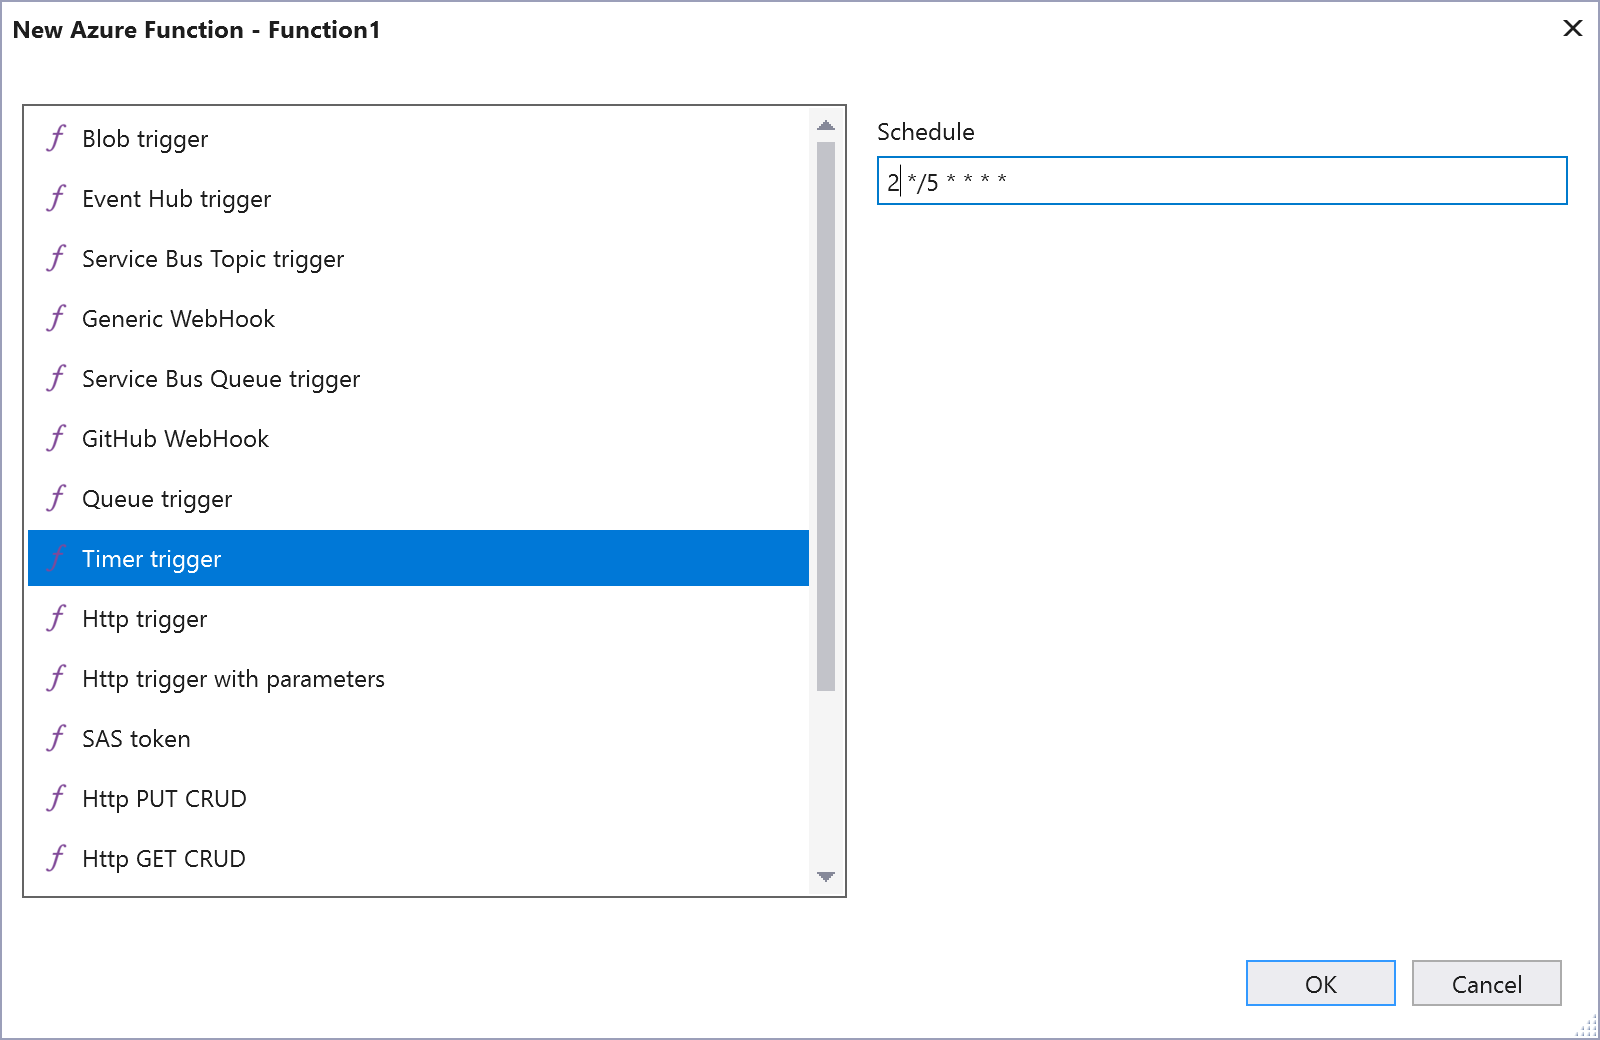 New Azure Function - Function1
Blob trigger
Event Hub trigger
Service Bus Topic trigger
Generic WebHook
Service Bus Queue trigger
GitHub WebHook
Queue trigger
Timer trigger
Http trigger
Http trigger with parameters
SAS token
Http PUT CRUD
Http GET CRUD
Schedule
2 */5 * * * *
OK
Cancel